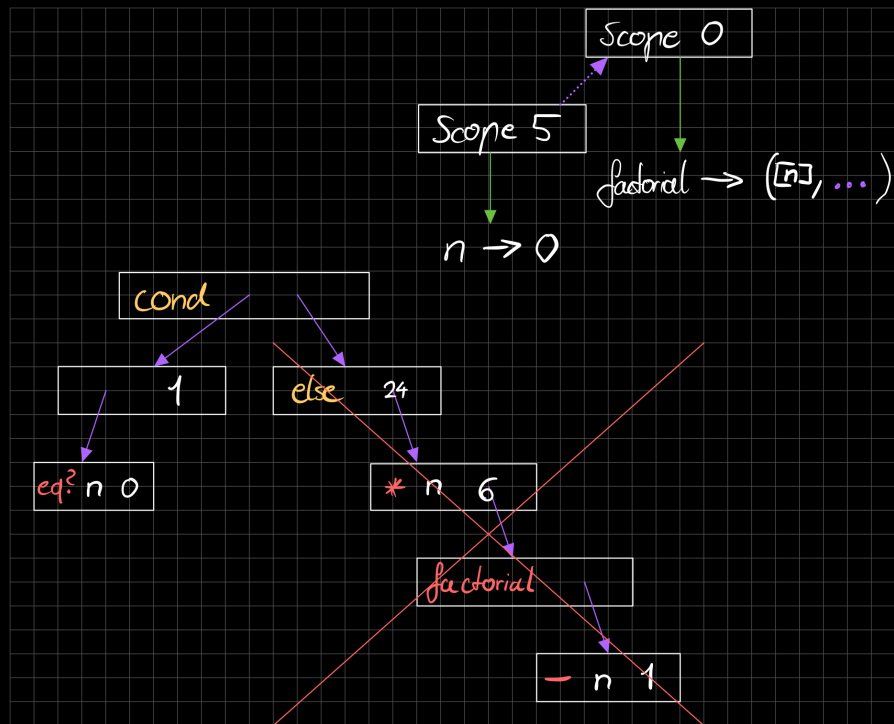 Scope 0
Scope 5
factorial → ([n], ...)
n → 0
cond
1
else 24
eq? n 0
* n 6
factorial
− n 1